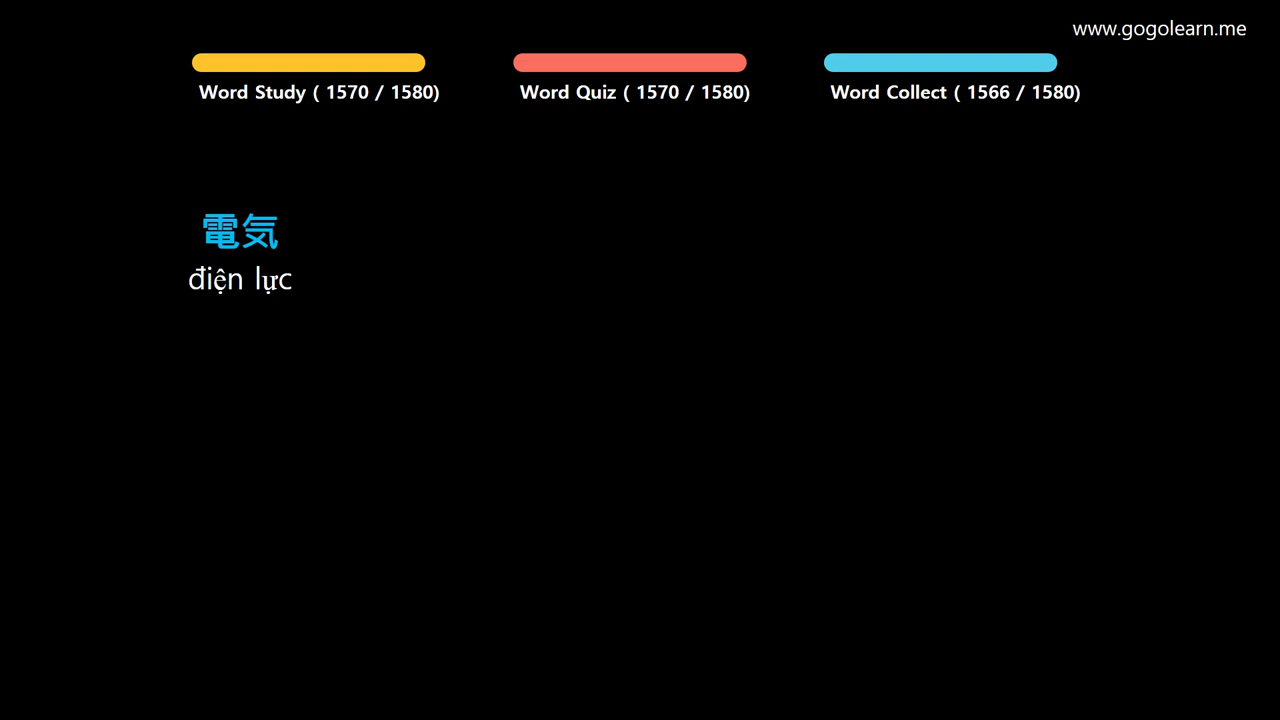 www.gogolearn.me
Word Study ( 1570 / 1580)
Word Quiz ( 1570 / 1580)
Word Collect ( 1566 / 1580)
電気
điện lực